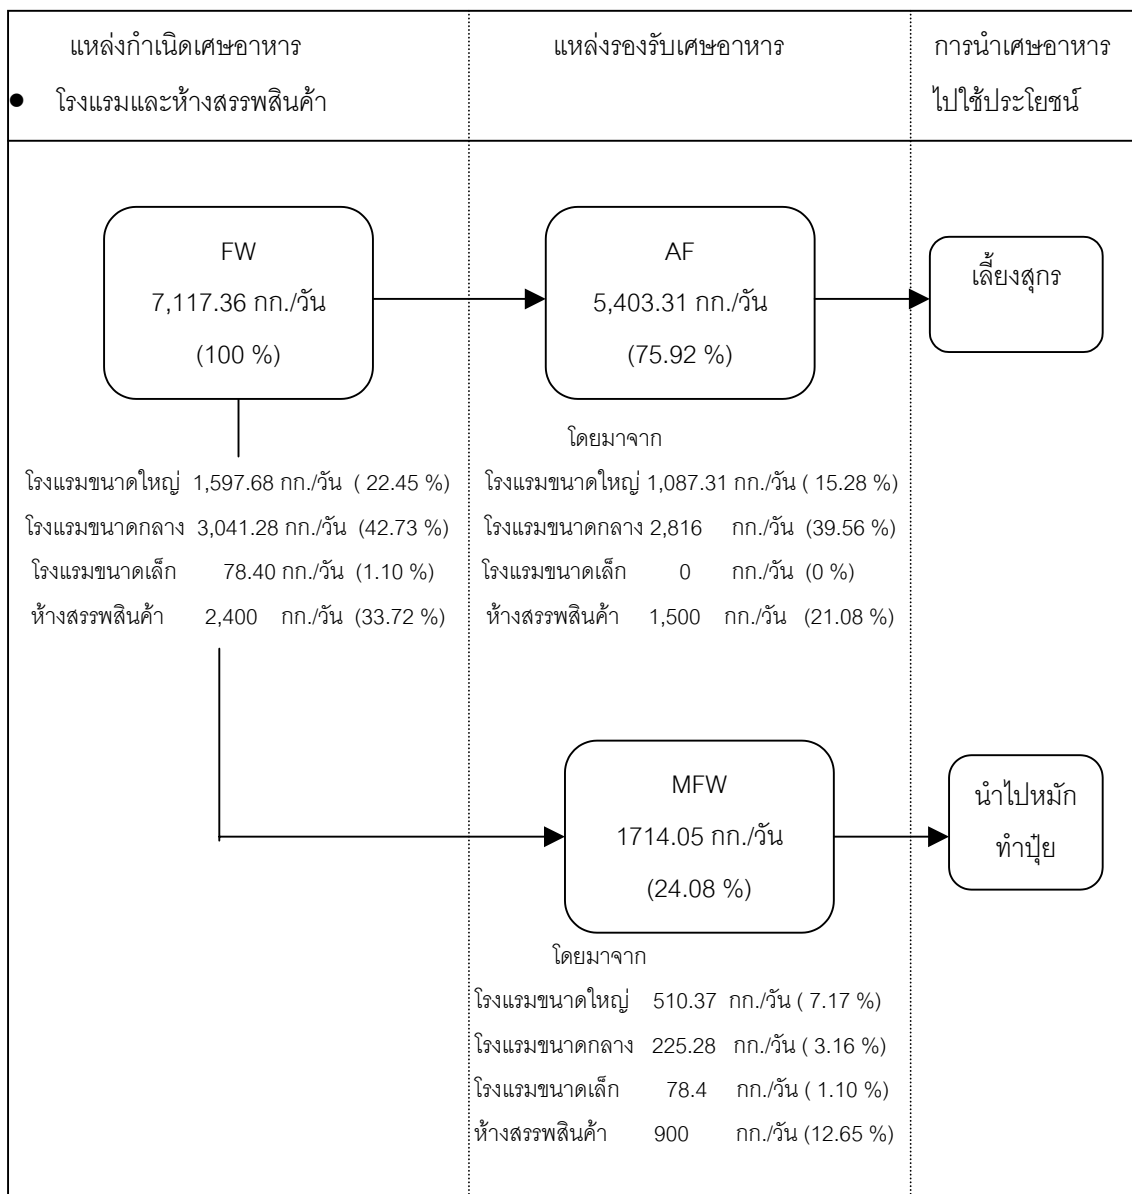 แหล่งกำเนิดเศษอาหาร
● โรงแรมและห้างสรรพสินค้า
แหล่งรองรับเศษอาหาร
การนำเศษอาหาร
ไปใช้ประโยชน์
FW
7,117.36 กก./วัน
(100 %)
AF
5,403.31 กก./วัน
(75.92 %)
เลี้ยงสุกร
โรงแรมขนาดใหญ่ 1,597.68 กก./วัน ( 22.45 %)
โรงแรมขนาดกลาง 3,041.28 กก./วัน (42.73 %)
โรงแรมขนาดเล็ก 78.40 กก./วัน (1.10 %)
ห้างสรรพสินค้า 2,400 กก./วัน (33.72 %)
โดยมาจาก
โรงแรมขนาดใหญ่ 1,087.31 กก./วัน ( 15.28 %)
โรงแรมขนาดกลาง 2,816 กก./วัน (39.56 %)
โรงแรมขนาดเล็ก 0 กก./วัน (0 %)
ห้างสรรพสินค้า 1,500 กก./วัน (21.08 %)
MFW
1714.05 กก./วัน
(24.08 %)
นำไปหมัก
ทำปุ๋ย
โดยมาจาก
โรงแรมขนาดใหญ่ 510.37 กก./วัน ( 7.17 %)
โรงแรมขนาดกลาง 225.28 กก./วัน ( 3.16 %)
โรงแรมขนาดเล็ก 78.4 กก./วัน ( 1.10 %)
ห้างสรรพสินค้า 900 กก./วัน (12.65 %)